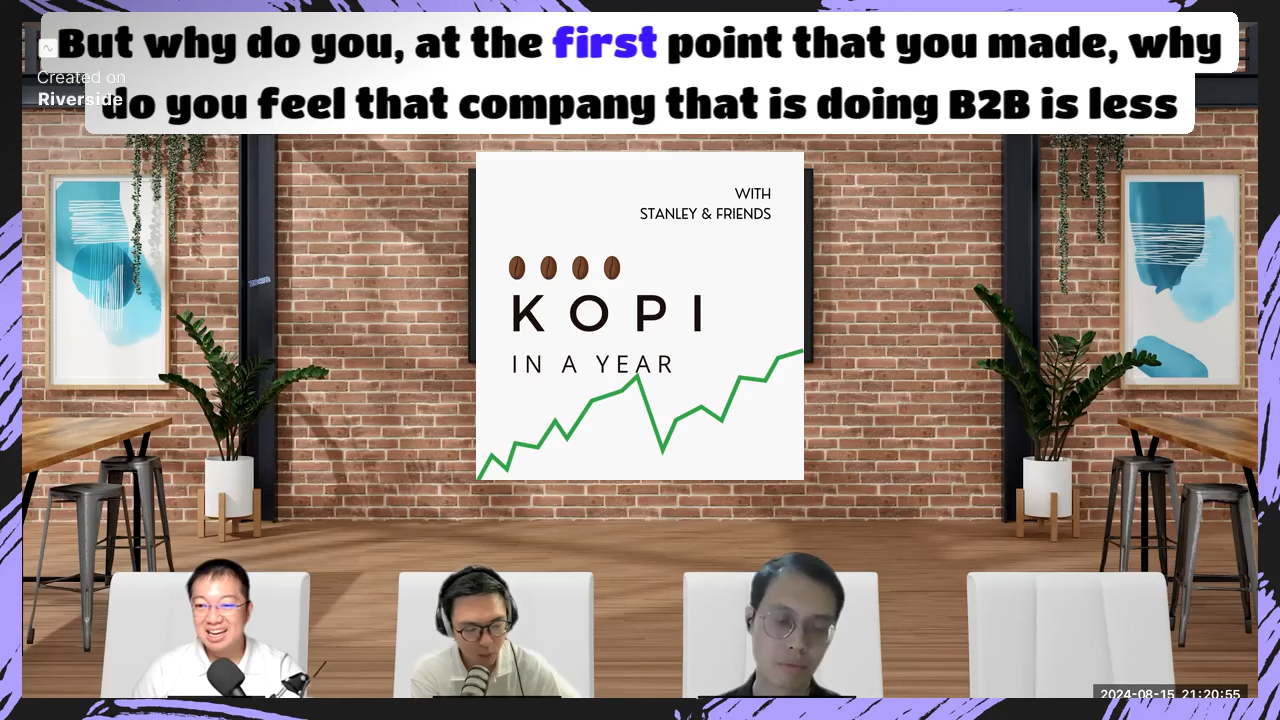 But why do you, at the first point that you made, why
do you feel that company that is doing B2B is less
Created on
Riverside
WITH
STANLEY & FRIENDS
KOPI
IN A YEAR
2024-08-15 21:20:55